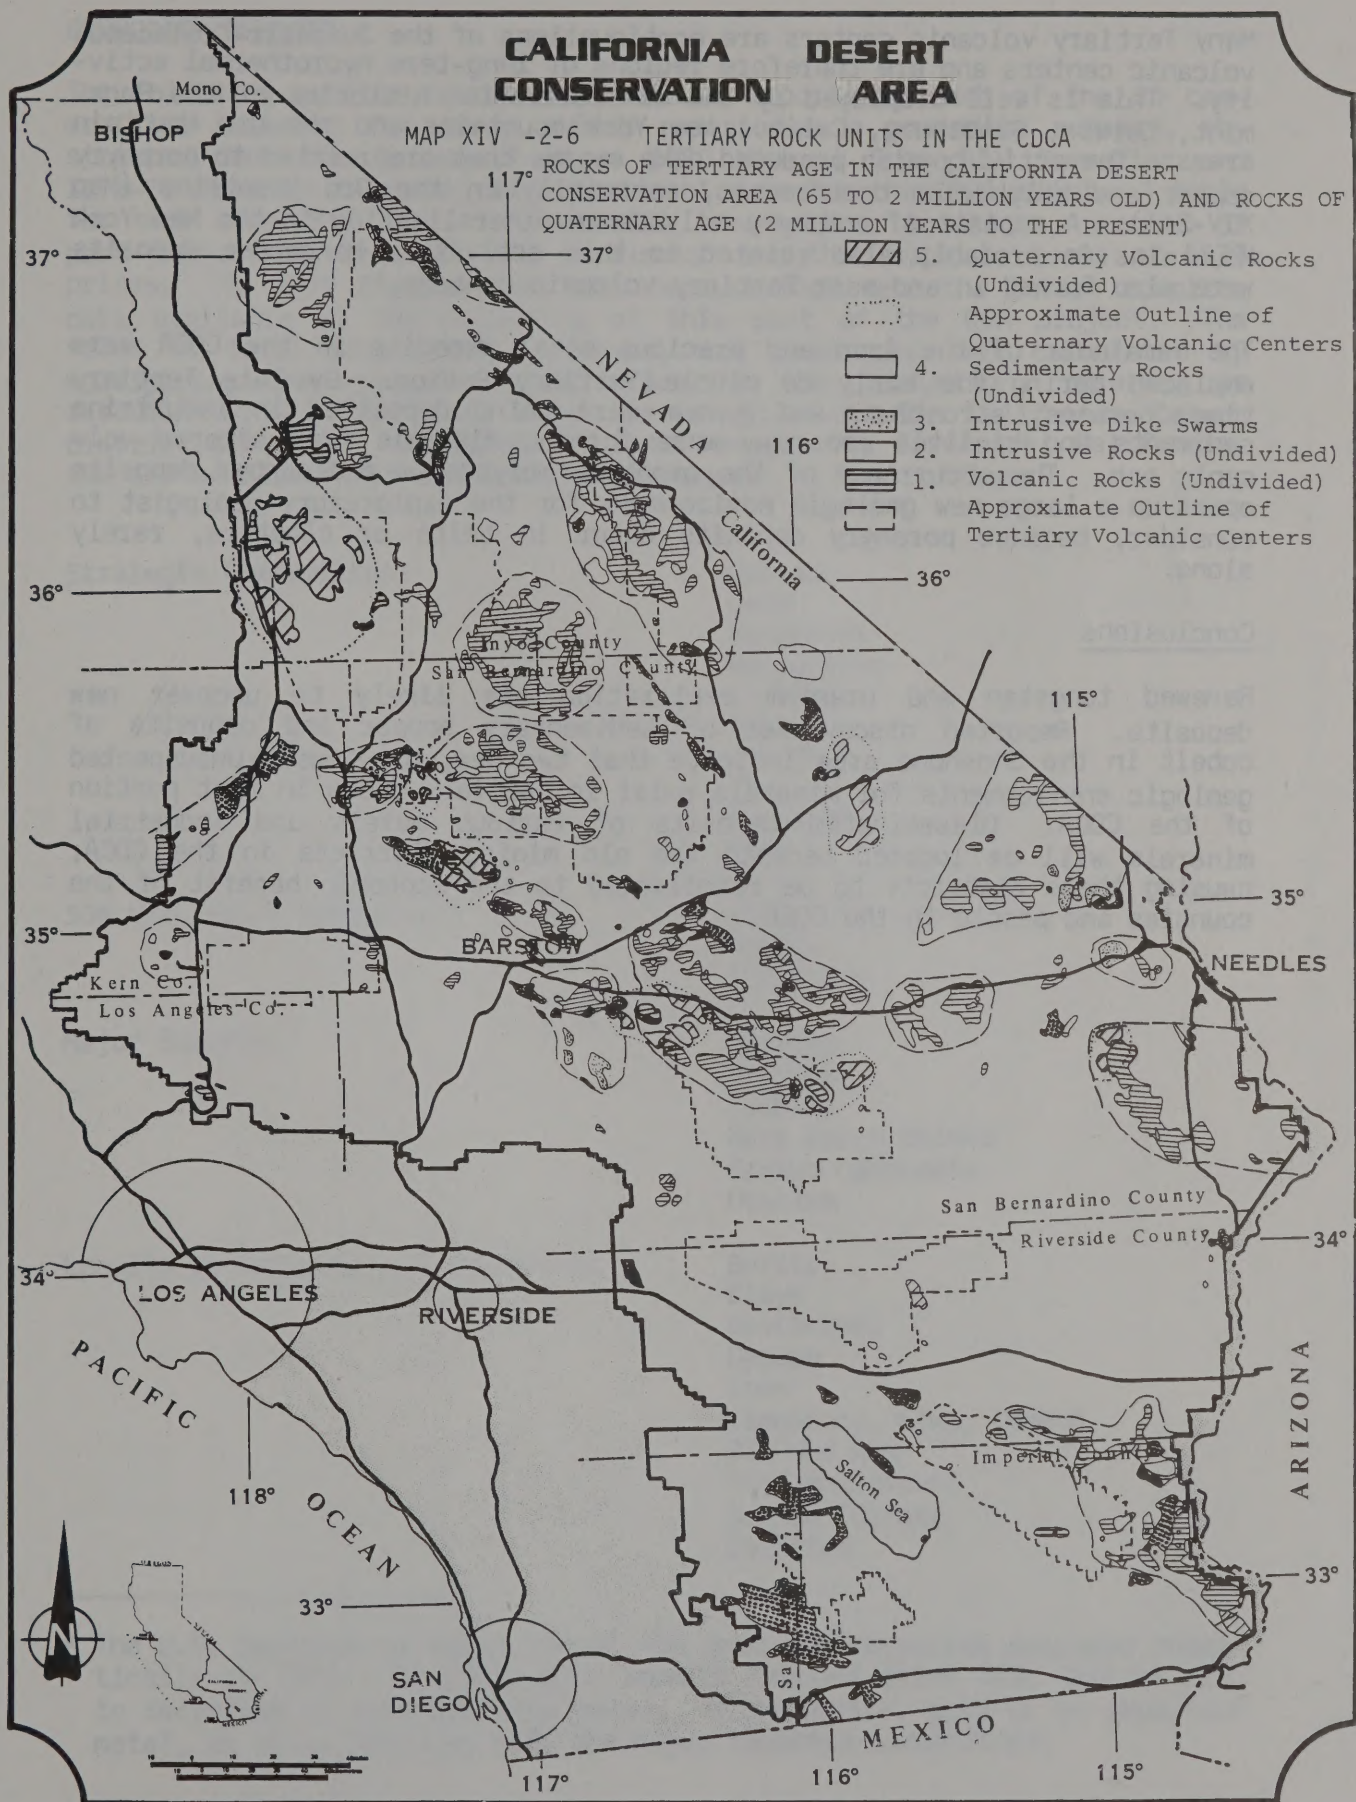 CALIFORNIA DESERT
CONSERVATION AREA
MAP XIV -2-6 TERTIARY ROCK UNITS IN THE CDCA
ROCKS OF TERTIARY AGE IN THE CALIFORNIA DESERT
CONSERVATION AREA (65 TO 2 MILLION YEARS OLD) AND ROCKS OF
QUATERNARY AGE (2 MILLION YEARS TO THE PRESENT)
5. Quaternary Volcanic Rocks
(Undivided)
Approximate Outline of
Quaternary Volcanic Centers
4. Sedimentary Rocks
(Undivided)
3. Intrusive Dike Swarms
2. Intrusive Rocks (Undivided)
1. Volcanic Rocks (Undivided)
Approximate Outline of
Tertiary Volcanic Centers
Mono Co.
BISHOP
117°
37°
37°
NEVADA
116°
California
36°
36°
Inyo County
San Bernardino County
115°
35°
35°
BARSTOW
NEEDLES
Kern Co.
Los Angeles Co.
San Bernardino County
Riverside County
34°
34°
LOS ANGELES
RIVERSIDE
PACIFIC
OCEAN
ARIZONA
118°
Imperial Coun
Salton Sea
33°
33°
SAN
DIEGO
Sa
MEXICO
N
117°
116°
115°